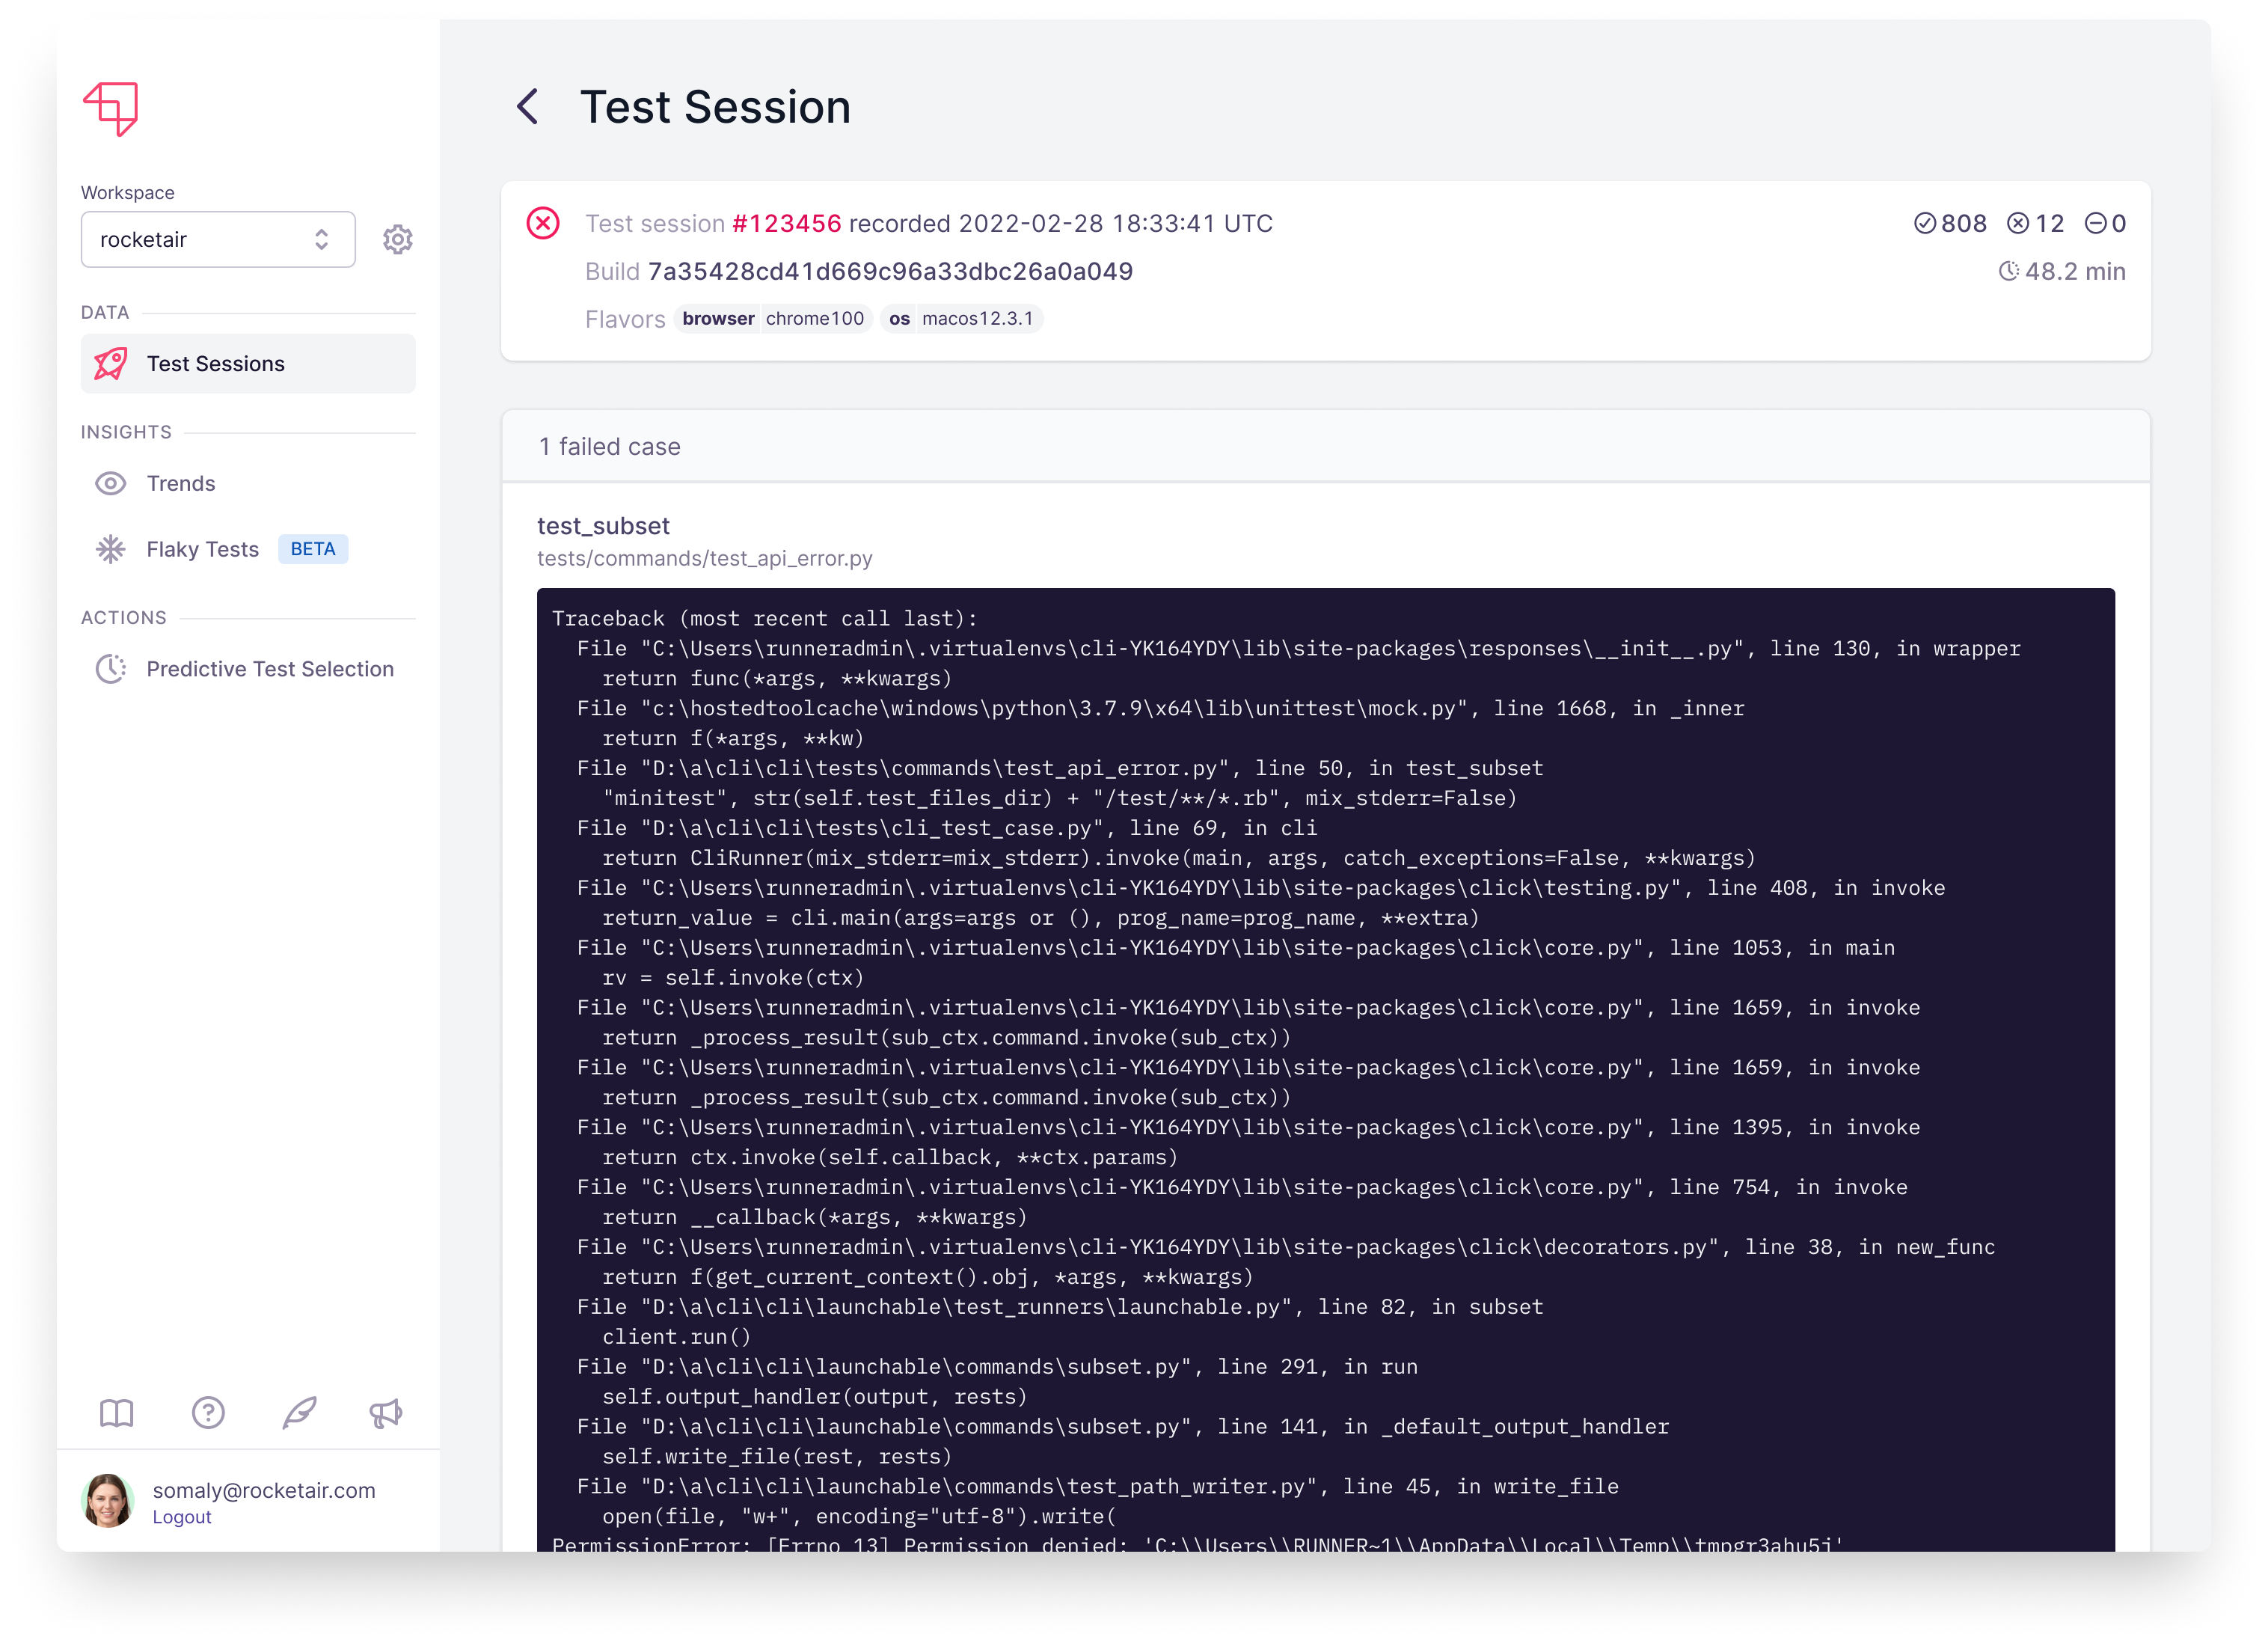 Workspace
rocketair
DATA
Test Sessions
INSIGHTS
Trends
Flaky Tests BETA
ACTIONS
Predictive Test Selection
somaly@rocketair.com
Logout
Test Session
Test session #123456 recorded 2022-02-28 18:33:41 UTC
808 12 0
Build 7a35428cd41d669c96a33dbc26a0a049
48.2 min
Flavors browser chrome100 os macos12.3.1
1 failed case
test_subset
tests/commands/test_api_error.py
Traceback (most recent call last):
File "C:\Users\runneradmin\.virtualenvs\cli-YK164YDY\lib\site-packages\responses\__init__.py", line 130, in wrapper
return func(*args, **kwargs)
File "c:\hostedtoolcache\windows\python\3.7.9\x64\lib\unittest\mock.py", line 1668, in _inner
return f(*args, **kw)
File "D:\a\cli\cli\tests\commands\test_api_error.py", line 50, in test_subset
"minitest", str(self.test_files_dir) + "/test/**/*.rb", mix_stderr=False)
File "D:\a\cli\cli\tests\cli_test_case.py", line 69, in cli
return CliRunner(mix_stderr=mix_stderr).invoke(main, args, catch_exceptions=False, **kwargs)
File "C:\Users\runneradmin\.virtualenvs\cli-YK164YDY\lib\site-packages\click\testing.py", line 408, in invoke
return_value = cli.main(args=args or (), prog_name=prog_name, **extra)
File "C:\Users\runneradmin\.virtualenvs\cli-YK164YDY\lib\site-packages\click\core.py", line 1053, in main
rv = self.invoke(ctx)
File "C:\Users\runneradmin\.virtualenvs\cli-YK164YDY\lib\site-packages\click\core.py", line 1659, in invoke
return _process_result(sub_ctx.command.invoke(sub_ctx))
File "C:\Users\runneradmin\.virtualenvs\cli-YK164YDY\lib\site-packages\click\core.py", line 1659, in invoke
return _process_result(sub_ctx.command.invoke(sub_ctx))
File "C:\Users\runneradmin\.virtualenvs\cli-YK164YDY\lib\site-packages\click\core.py", line 1395, in invoke
return ctx.invoke(self.callback, **ctx.params)
File "C:\Users\runneradmin\.virtualenvs\cli-YK164YDY\lib\site-packages\click\core.py", line 754, in invoke
return __callback(*args, **kwargs)
File "C:\Users\runneradmin\.virtualenvs\cli-YK164YDY\lib\site-packages\click\decorators.py", line 38, in new_func
return f(get_current_context().obj, *args, **kwargs)
File "D:\a\cli\cli\launchable\test_runners\launchable.py", line 82, in subset
client.run()
File "D:\a\cli\cli\launchable\commands\subset.py", line 291, in run
self.output_handler(output, rests)
File "D:\a\cli\cli\launchable\commands\subset.py", line 141, in _default_output_handler
self.write_file(rest, rests)
File "D:\a\cli\cli\launchable\commands\test_path_writer.py", line 45, in write_file
open(file, "w+", encoding="utf-8").write(
PermissionError: [Errno 13] Permission denied: 'C:\\Users\\RUNNER~1\\AppData\\Local\\Temp\\tmpgr3ahu5j'